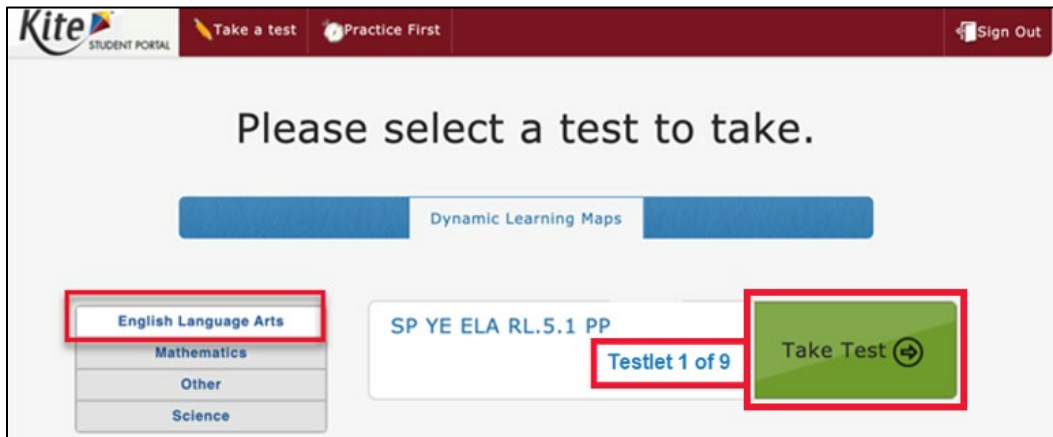 Kite
STUDENT PORTAL
Take a test
Practice First
Sign Out
Please select a test to take.
Dynamic Learning Maps
English Language Arts
Mathematics
Other
Science
SP YE ELA RL.5.1 PP
Testlet 1 of 9
Take Test